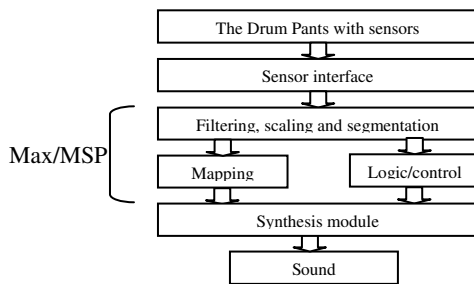 The Drum Pants with sensors
Sensor interface
Filtering, scaling and segmentation
Max/MSP
Mapping
Logic/control
Synthesis module
Sound